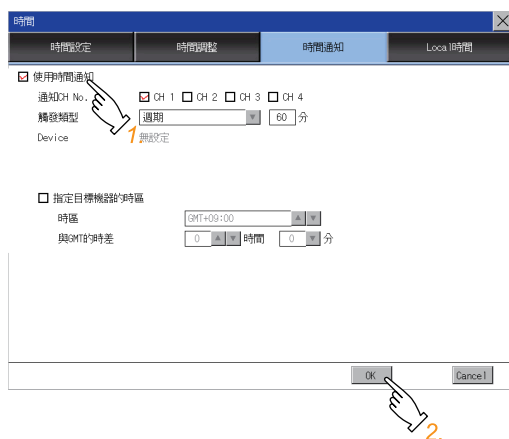 時間
時間設定 時間調整 時間通知 Local時間
使用時間通知
通知CH No. CH 1 CH 2 CH 3 CH 4
觸發類型 週期 60 分
1.
Device 無設定
指定目標機器的時區
時區 GMT+09:00
與GMT的時差 0 時間 0 分
OK Cancel
2.